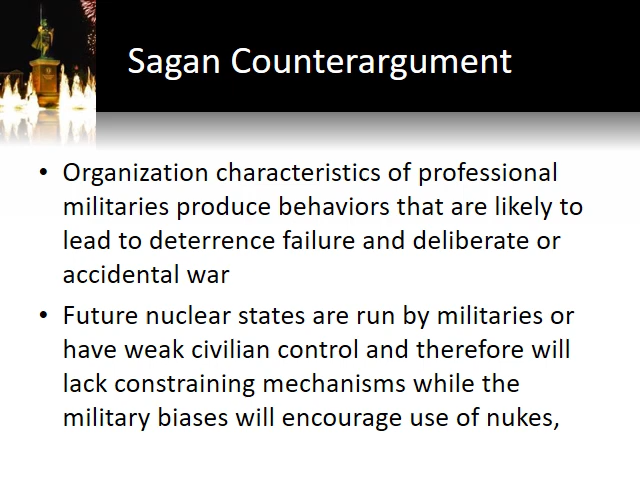 Sagan Counterargument
• Organization characteristics of professional
militaries produce behaviors that are likely to
lead to deterrence failure and deliberate or
accidental war
• Future nuclear states are run by militaries or
have weak civilian control and therefore will
lack constraining mechanisms while the
military biases will encourage use of nukes,